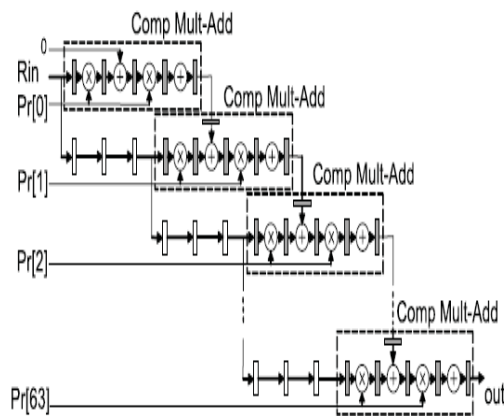 Comp Mult-Add
0
Rin
Pr[0]
Comp Mult-Add
Pr[1]
Comp Mult-Add
Pr[2]
Comp Mult-Add
Pr[63]
out